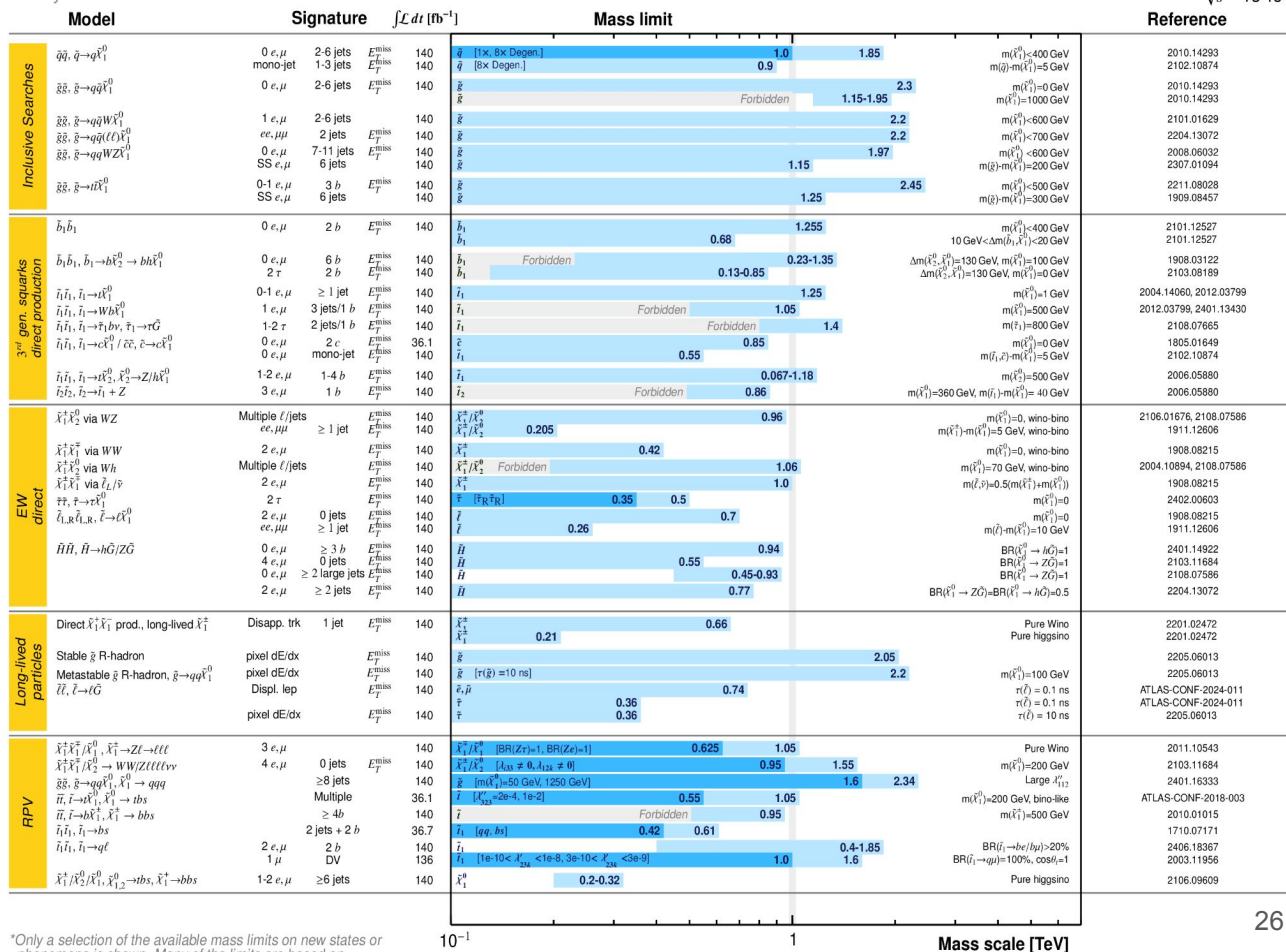 Model Signature ∫L dt [fb⁻¹] Mass limit Reference
Inclusive Searches
q̃q̃, q̃→qχ̃₁⁰ 0 e,μ 2-6 jets E_T^miss 140 q̃ [1×, 8× Degen.] 1.0 1.85 m(χ̃₁⁰)<400 GeV 2010.14293
mono-jet 1-3 jets E_T^miss 140 q̃ [8× Degen.] 0.9 m(q̃)-m(χ̃₁⁰)=5 GeV 2102.10874
g̃g̃, g̃→qq̄χ̃₁⁰ 0 e,μ 2-6 jets E_T^miss 140 g̃ 2.3 m(χ̃₁⁰)=0 GeV 2010.14293
g̃ Forbidden 1.15-1.95 m(χ̃₁⁰)=1000 GeV 2010.14293
g̃g̃, g̃→qq̄Wχ̃₁⁰ 1 e,μ 2-6 jets 140 g̃ 2.2 m(χ̃₁⁰)<600 GeV 2101.01629
g̃g̃, g̃→qq̄(ℓℓ)χ̃₁⁰ ee,μμ 2 jets E_T^miss 140 g̃ 2.2 m(χ̃₁⁰)<700 GeV 2204.13072
g̃g̃, g̃→qqWZχ̃₁⁰ 0 e,μ 7-11 jets E_T^miss 140 g̃ 1.97 m(χ̃₁⁰) <600 GeV 2008.06032
SS e,μ 6 jets 140 g̃ 1.15 m(g̃)-m(χ̃₁⁰)=200 GeV 2307.01094
g̃g̃, g̃→tt̄χ̃₁⁰ 0-1 e,μ 3 b E_T^miss 140 g̃ 2.45 m(χ̃₁⁰)<500 GeV 2211.08028
SS e,μ 6 jets 140 g̃ 1.25 m(g̃)-m(χ̃₁⁰)=300 GeV 1909.08457
3rd gen. squarks
direct production
b̃₁b̃₁ 0 e,μ 2 b E_T^miss 140 b̃₁ 1.255 m(χ̃₁⁰)<400 GeV 2101.12527
b̃₁ 0.68 10 GeV<Δm(b̃₁,χ̃₁⁰)<20 GeV 2101.12527
b̃₁b̃₁, b̃₁→bχ̃₂⁰ → bhχ̃₁⁰ 0 e,μ 6 b E_T^miss 140 b̃₁ Forbidden 0.23-1.35 Δm(χ̃₂⁰,χ̃₁⁰)=130 GeV, m(χ̃₁⁰)=100 GeV 1908.03122
2 τ 2 b E_T^miss 140 b̃₁ 0.13-0.85 Δm(χ̃₂⁰,χ̃₁⁰)=130 GeV, m(χ̃₁⁰)=0 GeV 2103.08189
t̃₁t̃₁, t̃₁→tχ̃₁⁰ 0-1 e,μ ≥ 1 jet E_T^miss 140 t̃₁ 1.25 m(χ̃₁⁰)=1 GeV 2004.14060, 2012.03799
t̃₁t̃₁, t̃₁→Wbχ̃₁⁰ 1 e,μ 3 jets/1 b E_T^miss 140 t̃₁ Forbidden 1.05 m(χ̃₁⁰)=500 GeV 2012.03799, 2401.13430
t̃₁t̃₁, t̃₁→τ̃₁bν, τ̃₁→τG̃ 1-2 τ 2 jets/1 b E_T^miss 140 t̃₁ Forbidden 1.4 m(τ̃₁)=800 GeV 2108.07665
t̃₁t̃₁, t̃₁→cχ̃₁⁰ / c̃c̃, c̃→cχ̃₁⁰ 0 e,μ 2 c E_T^miss 36.1 c̃ 0.85 m(χ̃₁⁰)=0 GeV 1805.01649
0 e,μ mono-jet E_T^miss 140 t̃₁ 0.55 m(t̃₁,c̃)-m(χ̃₁⁰)=5 GeV 2102.10874
t̃₁t̃₁, t̃₁→tχ̃₂⁰, χ̃₂⁰→Z/hχ̃₁⁰ 1-2 e,μ 1-4 b E_T^miss 140 t̃₁ 0.067-1.18 m(χ̃₂⁰)=500 GeV 2006.05880
t̃₂t̃₂, t̃₂→t̃₁ + Z 3 e,μ 1 b E_T^miss 140 t̃₂ Forbidden 0.86 m(χ̃₁⁰)=360 GeV, m(t̃₁)-m(χ̃₁⁰)= 40 GeV 2006.05880
EW
direct
χ̃₁±χ̃₂⁰ via WZ Multiple ℓ/jets E_T^miss 140 χ̃₁±/χ̃₂⁰ 0.96 m(χ̃₁⁰)=0, wino-bino 2106.01676, 2108.07586
ee,μμ ≥ 1 jet E_T^miss 140 χ̃₁±/χ̃₂⁰ 0.205 m(χ̃₁±)-m(χ̃₁⁰)=5 GeV, wino-bino 1911.12606
χ̃₁±χ̃₁∓ via WW 2 e,μ E_T^miss 140 χ̃₁± 0.42 m(χ̃₁⁰)=0, wino-bino 1908.08215
χ̃₁±χ̃₂⁰ via Wh Multiple ℓ/jets E_T^miss 140 χ̃₁±/χ̃₂⁰ Forbidden 1.06 m(χ̃₁⁰)=70 GeV, wino-bino 2004.10894, 2108.07586
χ̃₁±χ̃₁∓ via ℓ̃_L/ν̃ 2 e,μ E_T^miss 140 χ̃₁± 1.0 m(ℓ̃,ν̃)=0.5(m(χ̃₁±)+m(χ̃₁⁰)) 1908.08215
τ̃τ̃, τ̃→τχ̃₁⁰ 2 τ E_T^miss 140 τ̃ [τ̃_Rτ̃_R] 0.35 0.5 m(χ̃₁⁰)=0 2402.00603
ℓ̃_L,Rℓ̃_L,R, ℓ̃→ℓχ̃₁⁰ 2 e,μ 0 jets E_T^miss 140 ℓ̃ 0.7 m(χ̃₁⁰)=0 1908.08215
ee,μμ ≥ 1 jet E_T^miss 140 ℓ̃ 0.26 m(ℓ̃)-m(χ̃₁⁰)=10 GeV 1911.12606
H̃H̃, H̃→hG̃/ZG̃ 0 e,μ ≥ 3 b E_T^miss 140 H̃ 0.94 BR(χ̃₁⁰ → hG̃)=1 2401.14922
4 e,μ 0 jets E_T^miss 140 H̃ 0.55 BR(χ̃₁⁰ → ZG̃)=1 2103.11684
0 e,μ ≥ 2 large jets E_T^miss 140 H̃ 0.45-0.93 BR(χ̃₁⁰ → ZG̃)=1 2108.07586
2 e,μ ≥ 2 jets E_T^miss 140 H̃ 0.77 BR(χ̃₁⁰ → ZG̃)=BR(χ̃₁⁰ → hG̃)=0.5 2204.13072
Long-lived
particles
Direct χ̃₁⁺χ̃₁⁻ prod., long-lived χ̃₁± Disapp. trk 1 jet E_T^miss 140 χ̃₁± 0.66 Pure Wino 2201.02472
χ̃₁± 0.21 Pure higgsino 2201.02472
Stable g̃ R-hadron pixel dE/dx E_T^miss 140 g̃ 2.05 2205.06013
Metastable g̃ R-hadron, g̃→qqχ̃₁⁰ pixel dE/dx E_T^miss 140 g̃ [τ(g̃) =10 ns] 2.2 m(χ̃₁⁰)=100 GeV 2205.06013
ℓ̃ℓ̃, ℓ̃→ℓG̃ Displ. lep E_T^miss 140 ẽ,μ̃ 0.74 τ(ℓ̃) = 0.1 ns ATLAS-CONF-2024-011
τ̃ 0.36 τ(ℓ̃) = 0.1 ns ATLAS-CONF-2024-011
pixel dE/dx E_T^miss 140 τ̃ 0.36 τ(ℓ̃) = 10 ns 2205.06013
RPV
χ̃₁±χ̃₁∓/χ̃₁⁰, χ̃₁±→Zℓ→ℓℓℓ 3 e,μ 140 χ̃₁∓/χ̃₁⁰ [BR(Zτ)=1, BR(Ze)=1] 0.625 1.05 Pure Wino 2011.10543
χ̃₁±χ̃₁∓/χ̃₂⁰ → WW/Zℓℓℓℓνν 4 e,μ 0 jets E_T^miss 140 χ̃₁±/χ̃₂⁰ [λ_i33 ≠ 0, λ_12k ≠ 0] 0.95 1.55 m(χ̃₁⁰)=200 GeV 2103.11684
g̃g̃, g̃→qqχ̃₁⁰, χ̃₁⁰ → qqq ≥8 jets 140 g̃ [m(χ̃₁⁰)=50 GeV, 1250 GeV] 1.6 2.34 Large λ″₁₁₂ 2401.16333
t̃t̃, t̃→tχ̃₁⁰, χ̃₁⁰ → tbs Multiple 36.1 t̃ [λ″₃₂₃=2e-4, 1e-2] 0.55 1.05 m(χ̃₁⁰)=200 GeV, bino-like ATLAS-CONF-2018-003
t̃t̃, t̃→bχ̃₁±, χ̃₁± → bbs ≥ 4b 140 t̃ Forbidden 0.95 m(χ̃₁±)=500 GeV 2010.01015
t̃₁t̃₁, t̃₁→bs 2 jets + 2 b 36.7 t̃₁ [qq, bs] 0.42 0.61 1710.07171
t̃₁t̃₁, t̃₁→qℓ 2 e,μ 2 b 140 t̃₁ 0.4-1.85 BR(t̃₁→be/bμ)>20% 2406.18367
1 μ DV 136 t̃₁ [1e-10< λ′₂₃ₖ <1e-8, 3e-10< λ′₂₃ₖ <3e-9] 1.0 1.6 BR(t̃₁→qμ)=100%, cosθₜ=1 2003.11956
χ̃₁±/χ̃₂⁰/χ̃₁⁰, χ̃₁,₂⁰→tbs, χ̃₁⁺→bbs 1-2 e,μ ≥6 jets 140 χ̃₁⁰ 0.2-0.32 Pure higgsino 2106.09609
10⁻¹ 1 Mass scale [TeV]
*Only a selection of the available mass limits on new states or
26